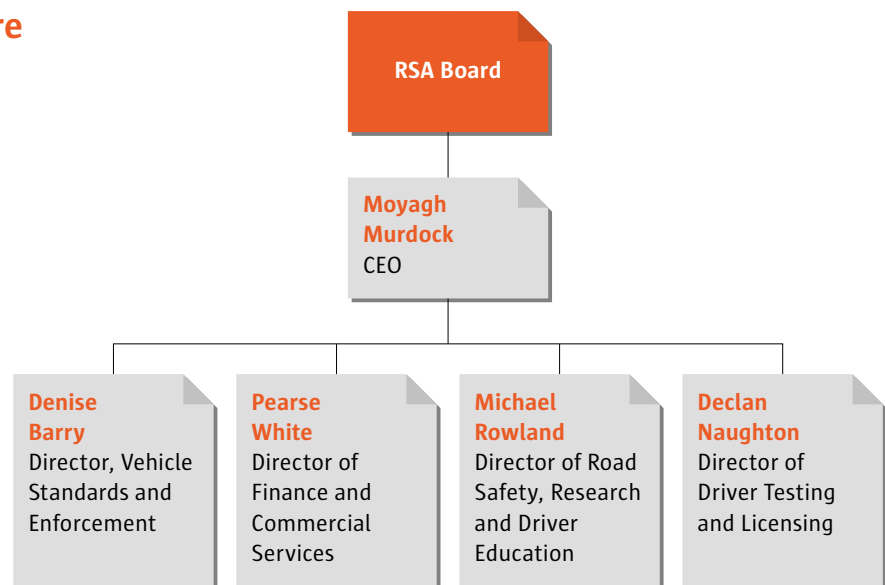 re
RSA Board
Moyagh
Murdock
CEO
Denise
Barry
Director, Vehicle
Standards and
Enforcement
Pearse
White
Director of
Finance and
Commercial
Services
Michael
Rowland
Director of Road
Safety, Research
and Driver
Education
Declan
Naughton
Director of
Driver Testing
and Licensing